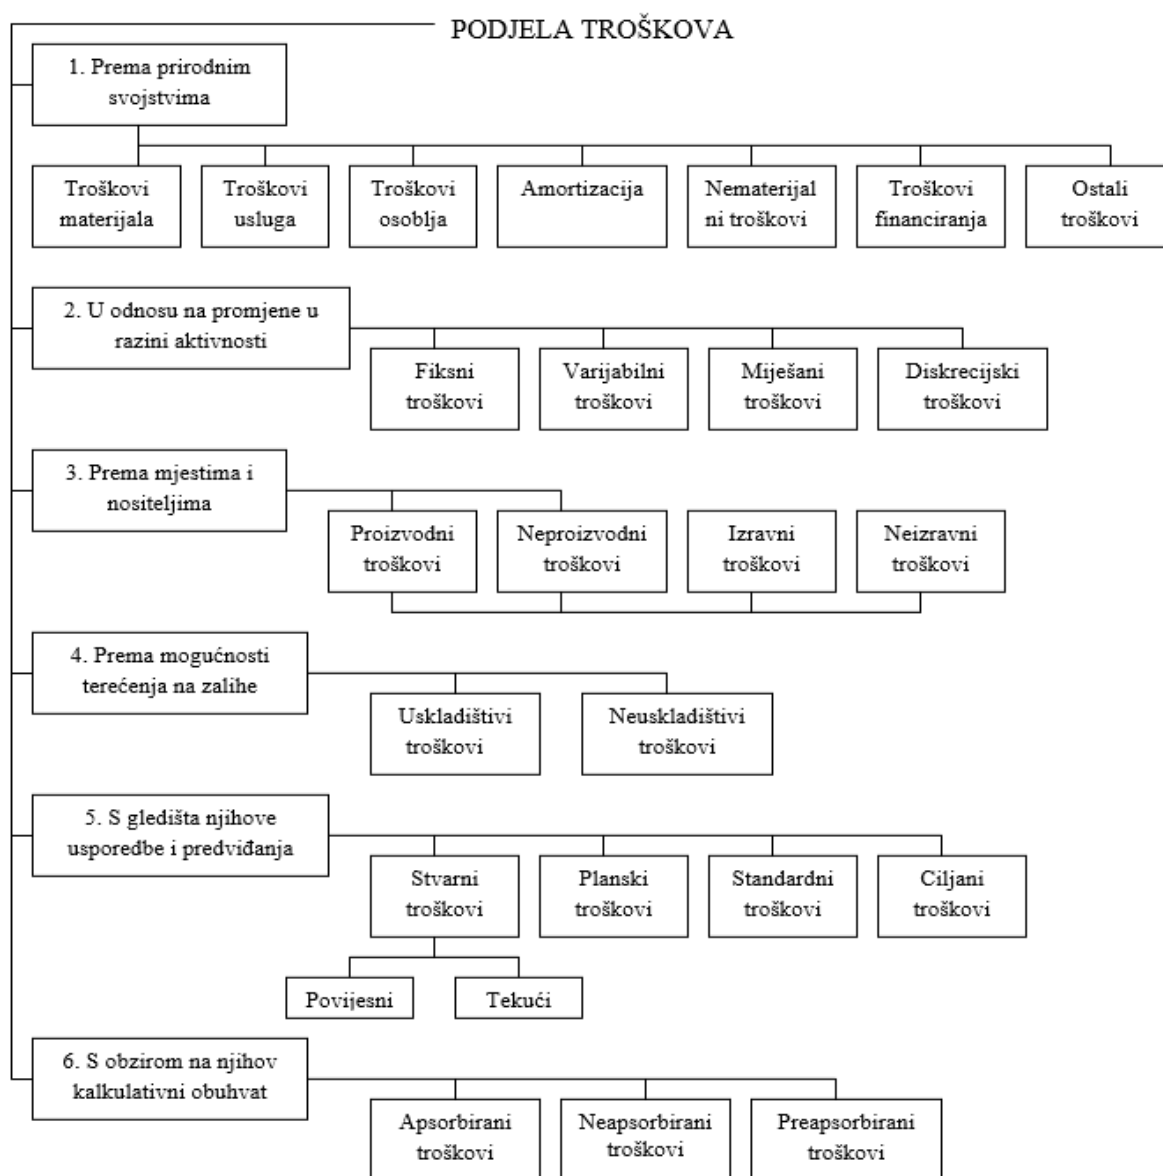 PODJELA TROŠKOVA
1. Prema prirodnim
svojstvima
Troškovi
materijala
Troškovi
usluga
Troškovi
osoblja
Amortizacija
Nematerijal
ni troškovi
Troškovi
financiranja
Ostali
troškovi
2. U odnosu na promjene u
razini aktivnosti
Fiksni
troškovi
Varijabilni
troškovi
Miješani
troškovi
Diskrecijski
troškovi
3. Prema mjestima i
nositeljima
Proizvodni
troškovi
Neproizvodni
troškovi
Izravni
troškovi
Neizravni
troškovi
4. Prema mogućnosti
terećenja na zalihe
Uskladištivi
troškovi
Neuskladištivi
troškovi
5. S gledišta njihove
usporedbe i predviđanja
Stvarni
troškovi
Planski
troškovi
Standardni
troškovi
Ciljani
troškovi
Povijesni
Tekući
6. S obzirom na njihov
kalkulativni obuhvat
Apsorbirani
troškovi
Neapsorbirani
troškovi
Preapsorbirani
troškovi